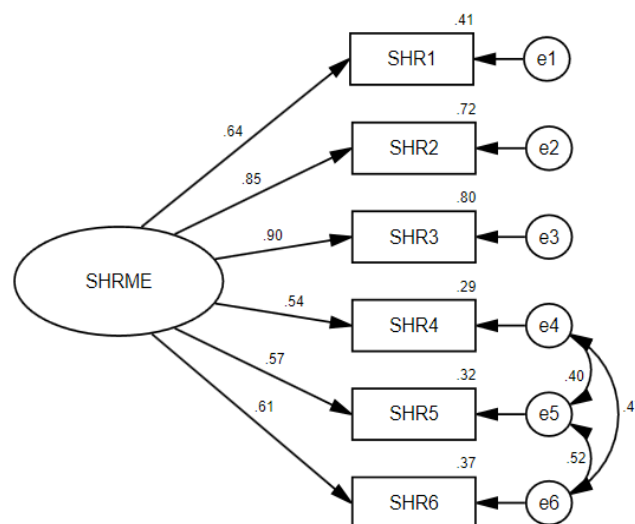 .41
SHR1
e1
.64
.72
SHR2
e2
.85
.80
SHR3
e3
.90
SHRME
.29
SHR4
e4
.54
.40
.57
.32
SHR5
e5
.4
.61
.52
.37
SHR6
e6